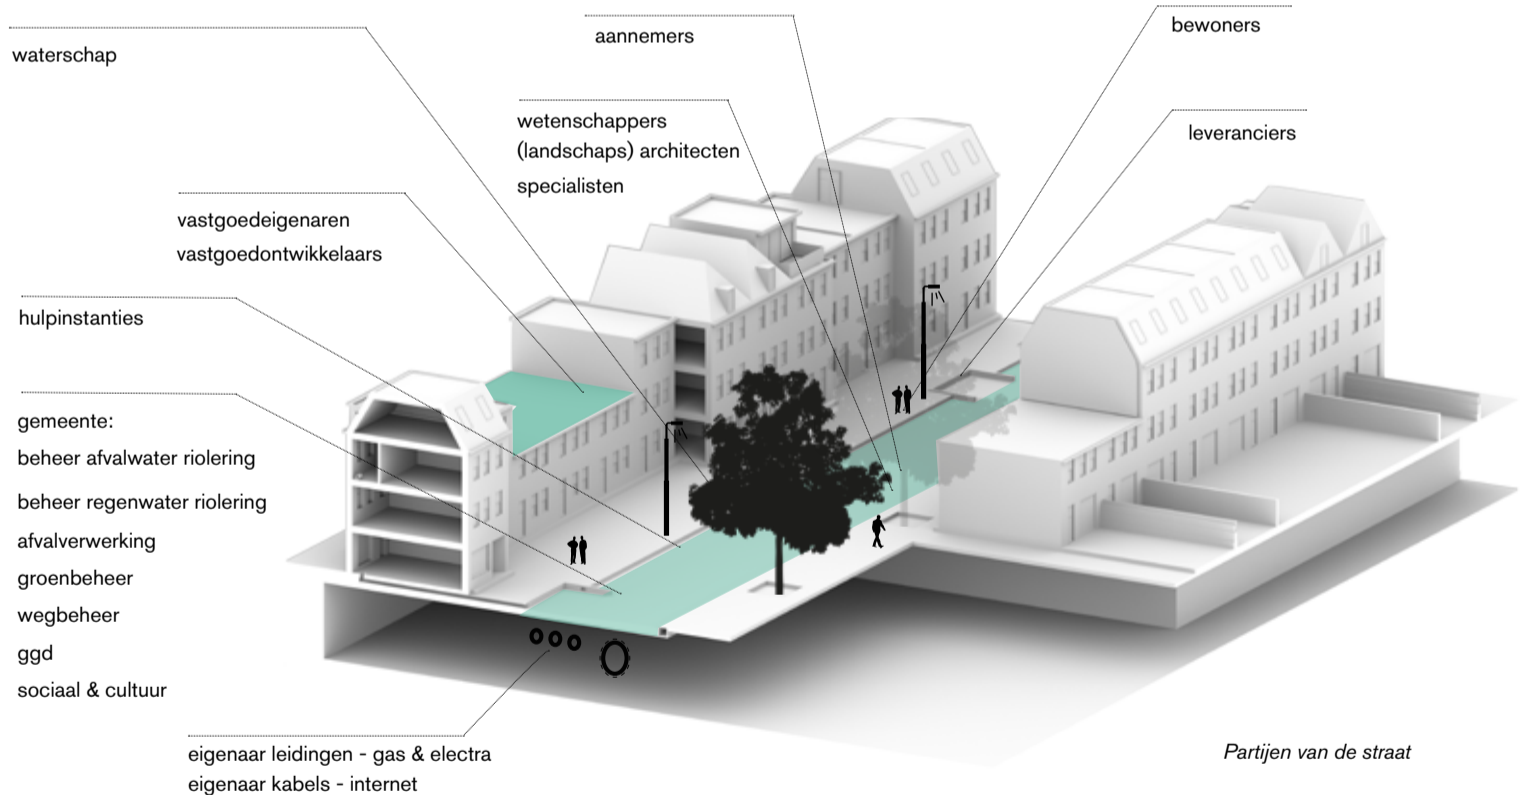 waterschap
aannemers
bewoners
wetenschappers
(landschaps) architecten
specialisten
leveranciers
vastgoedeigenaren
vastgoedontwikkelaars
hulpinstanties
gemeente:
beheer afvalwater riolering
beheer regenwater riolering
afvalverwerking
groenbeheer
wegbeheer
ggd
sociaal & cultuur
eigenaar leidingen - gas & electra
eigenaar kabels - internet
Partijen van de straat